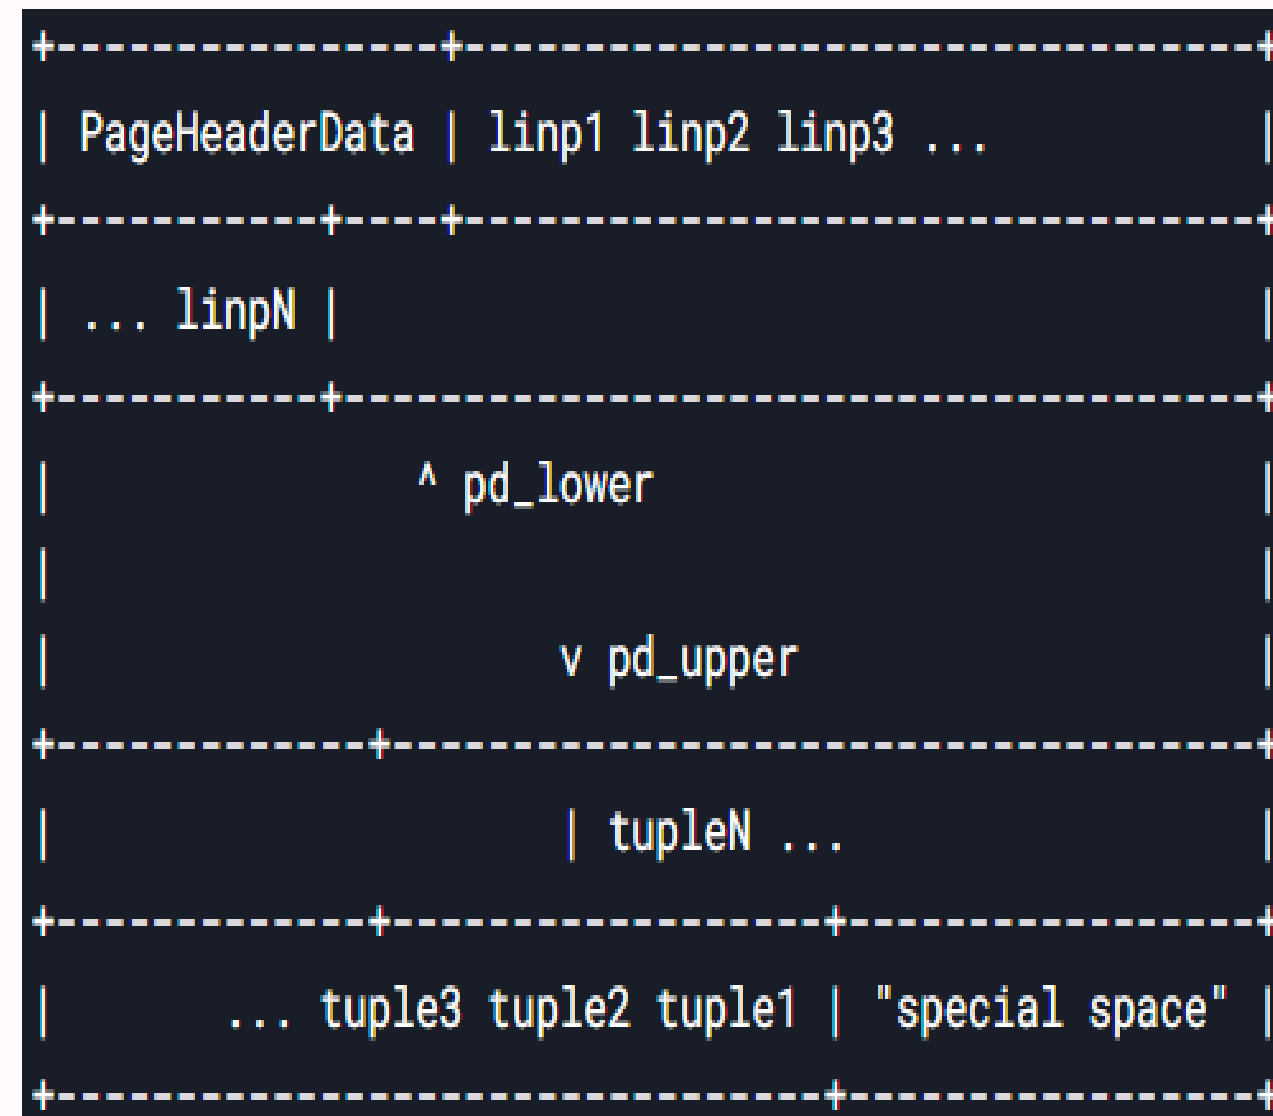 +----------------+---------------------------------+
| PageHeaderData | linp1 linp2 linp3 ...           |
+-----------+----+---------------------------------+
| ... linpN |                                      |
+-----------+--------------------------------------+
|               ^ pd_lower                         |
|                                                  |
|                     v pd_upper                   |
+-------------+------------------------------------+
|                     | tupleN ...                 |
+-------------+------------------+-----------------+
|       ... tuple3 tuple2 tuple1 | "special space" |
+--------------------------------+-----------------+